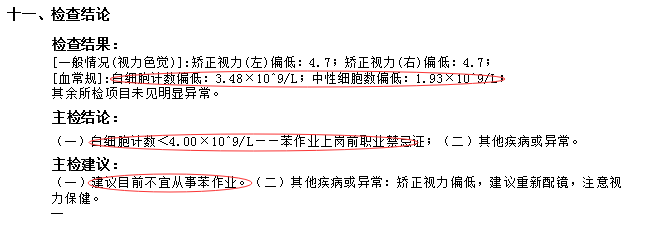 十一、检查结论
检查结果：
[一般情况(视力色觉)]:矫正视力(左)偏低：4.7；矫正视力(右)偏低：4.7；
[血常规]:白细胞计数偏低：3.48×10^9/L；中性细胞数偏低：1.93×10^9/L；
其余所检项目未见明显异常。
主检结论：
（一）白细胞计数＜4.00×10^9/L－－苯作业上岗前职业禁忌证；（二）其他疾病或异常。
主检建议：
（一）建议目前不宜从事苯作业。（二）其他疾病或异常：矫正视力偏低，建议重新配镜，注意视
力保健。
—